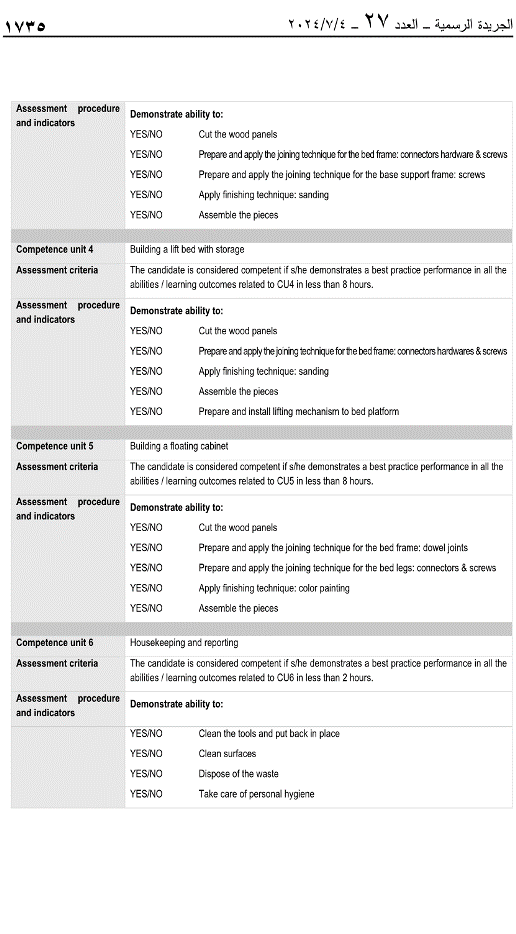 الجريدة الرسمية – العدد ٢٧ – ٢٠٢٤/٧/٤
١٧٣٥
Assessment procedure and indicators
Demonstrate ability to:
YES/NO Cut the wood panels
YES/NO Prepare and apply the joining technique for the bed frame: connectors hardware & screws
YES/NO Prepare and apply the joining technique for the base support frame: screws
YES/NO Apply finishing technique: sanding
YES/NO Assemble the pieces
Competence unit 4 Building a lift bed with storage
Assessment criteria The candidate is considered competent if s/he demonstrates a best practice performance in all the
abilities / learning outcomes related to CU4 in less than 8 hours.
Assessment procedure and indicators
Demonstrate ability to:
YES/NO Cut the wood panels
YES/NO Prepare and apply the joining technique for the bed frame: connectors hardwares & screws
YES/NO Apply finishing technique: sanding
YES/NO Assemble the pieces
YES/NO Prepare and install lifting mechanism to bed platform
Competence unit 5 Building a floating cabinet
Assessment criteria The candidate is considered competent if s/he demonstrates a best practice performance in all the
abilities / learning outcomes related to CU5 in less than 8 hours.
Assessment procedure and indicators
Demonstrate ability to:
YES/NO Cut the wood panels
YES/NO Prepare and apply the joining technique for the bed frame: dowel joints
YES/NO Prepare and apply the joining technique for the bed legs: connectors & screws
YES/NO Apply finishing technique: color painting
YES/NO Assemble the pieces
Competence unit 6 Housekeeping and reporting
Assessment criteria The candidate is considered competent if s/he demonstrates a best practice performance in all the
abilities / learning outcomes related to CU6 in less than 2 hours.
Assessment procedure and indicators
Demonstrate ability to:
YES/NO Clean the tools and put back in place
YES/NO Clean surfaces
YES/NO Dispose of the waste
YES/NO Take care of personal hygiene